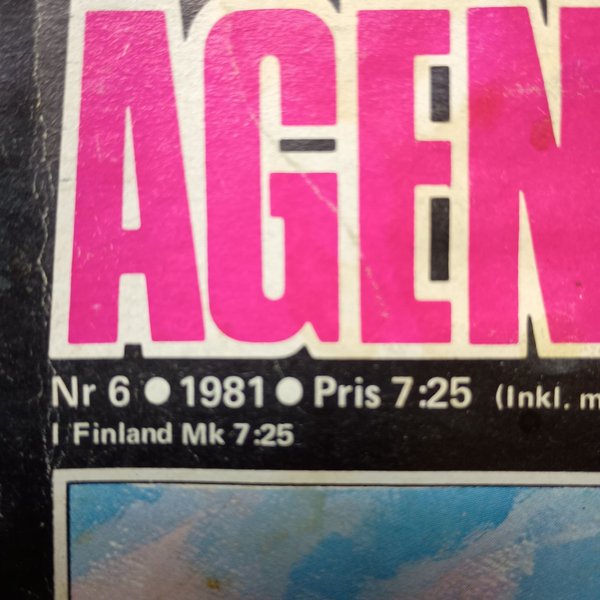 AGEN
Nr 6 ● 1981 ● Pris 7:25 (Inkl. m
I Finland Mk 7:25